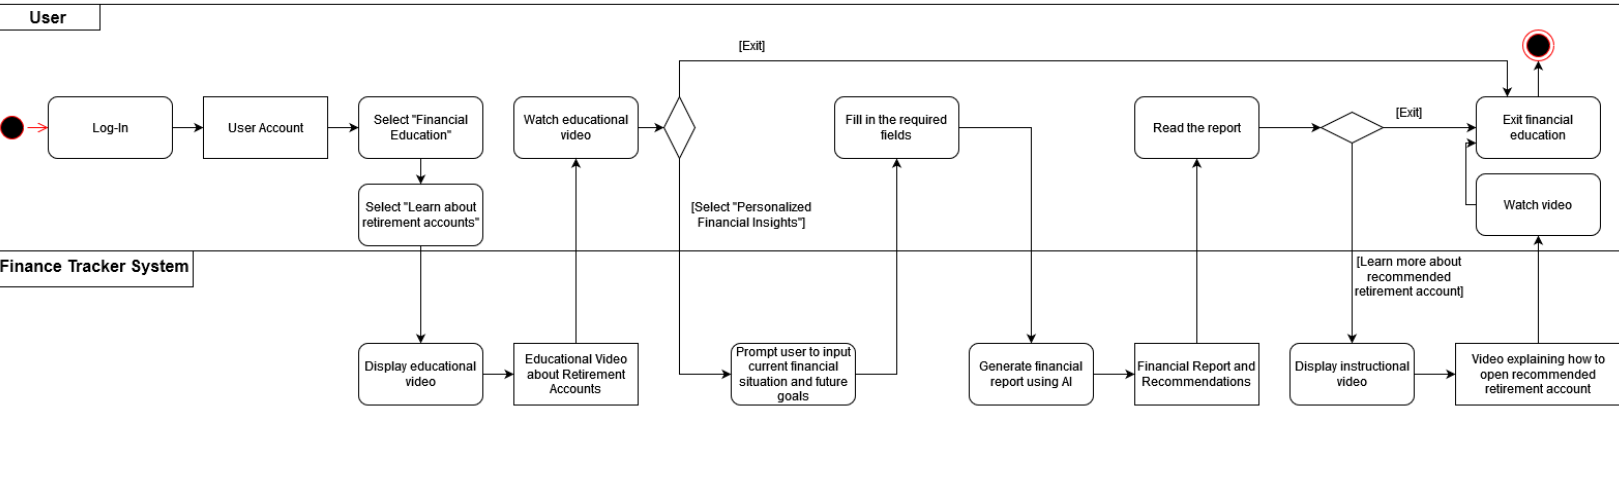 User
[Exit]
Log-In
User Account
Select "Financial
Education"
Watch educational
video
Fill in the required
fields
Read the report
[Exit]
Exit financial
education
Select "Learn about
retirement accounts"
[Select "Personalized
Financial Insights"]
Watch video
Finance Tracker System
[Learn more about
recommended
retirement account]
Display educational
video
Educational Video
about Retirement
Accounts
Prompt user to input
current financial
situation and future
goals
Generate financial
report using AI
Financial Report and
Recommendations
Display instructional
video
Video explaining how to
open recommended
retirement account